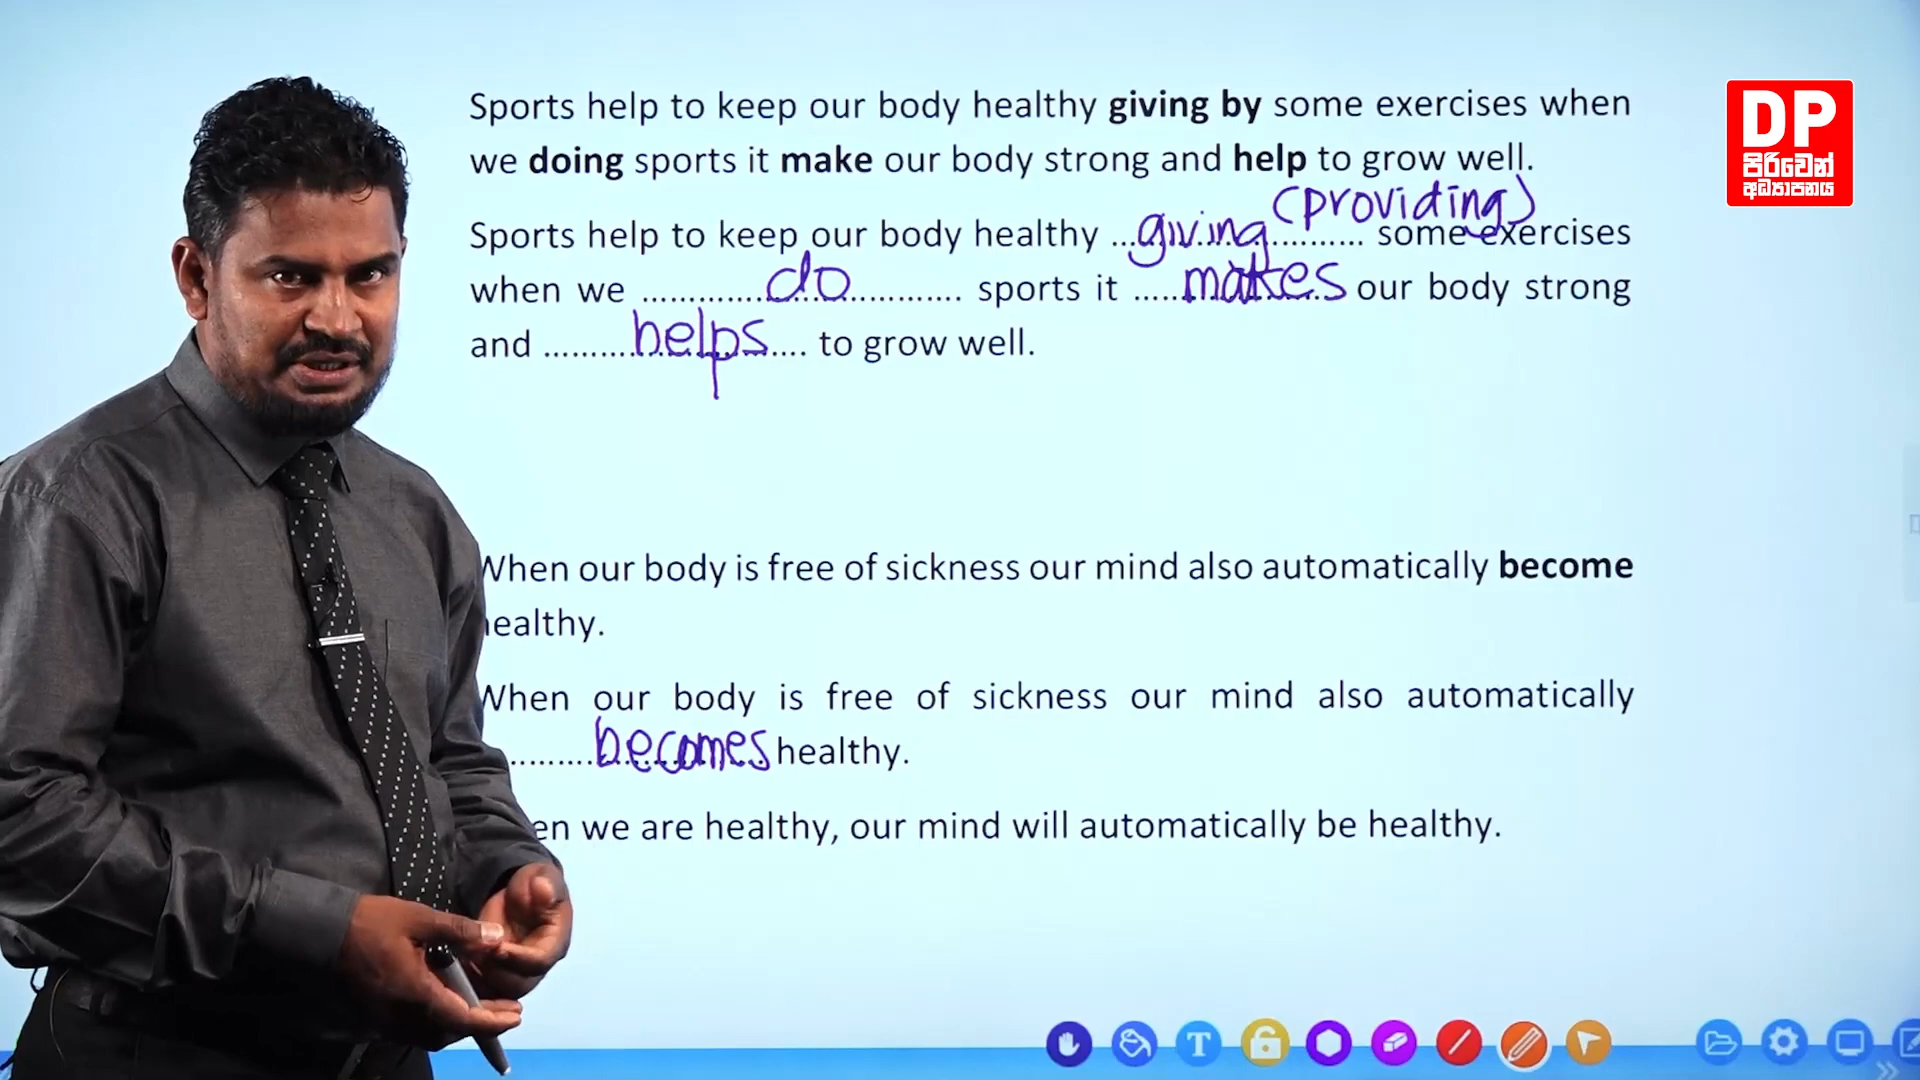 Sports help to keep our body healthy giving by some exercises when
we doing sports it make our body strong and help to grow well.
(providing)
Sports help to keep our body healthy ...giving............ some exercises
when we ............do............ sports it ......makes...... our body strong
and .........helps....... to grow well.
When our body is free of sickness our mind also automatically become
healthy.
When our body is free of sickness our mind also automatically
.........becomes healthy.
en we are healthy, our mind will automatically be healthy.
DP
පිරිවෙන්
අධ්‍යාපනය
T